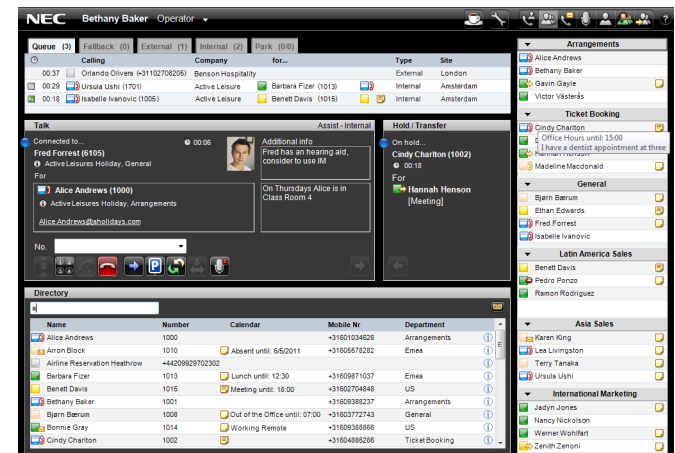 NEC Bethany Baker Operator
Queue (3) Fallback (0) External (1) Internal (2) Park (0/0)
Calling Company for... Type Site
00:37 Orlando Olivera (+31102708205) Benson Hospitality External London
00:29 Ursula Ushi (1701) Active Leisure Barbara Fizer (1013) Internal Amsterdam
00:18 Isabelle Ivanovic (1005) Active Leisure Benett Davis (1015) Internal Amsterdam
Talk Assist - Internal
Connected to... 00:06
Fred Forrest (6105)
ActiveLeisures Holiday, General
For
Alice Andrews (1000)
ActiveLeisures Holiday, Arrangements
Alice.Andrews@aholidays.com
Additional info
Fred has an hearing aid,
consider to use IM
On Thursdays Alice is in
Class Room 4
No.
Hold / Transfer
On hold...
Cindy Charlton (1002)
00:18
For
Hannah Henson
[Meeting]
Directory
a
Name Number Calendar Mobile Nr Department
Alice Andrews 1000 +31601034626 Arrangements
Arron Block 1010 Absent until: 6/5/2011 +31606578282 Emea
Airline Reservation Heathrow +44209929702302
Barbara Fizer 1013 Lunch until: 12:30 +31609871037 Emea
Benett Davis 1015 Meeting until: 18:00 +31602704848 US
Bethany Baker 1001 +31609388237 Arrangements
Bjørn Bærum 1008 Out of the Office until: 07:00 +31603772743 General
Bonnie Gray 1014 Working Remote +31609388866 US
Cindy Charlton 1002 +31604885286 Ticket Booking
Arrangements
Alice Andrews
Bethany Baker
Gavin Gayle
Victor Västerås
Ticket Booking
Cindy Charlton
Office Hours until: 15:00
I have a dentist appointment at three
Madeline Macdonald
General
Bjørn Bærum
Ethan Edwards
Fred Forrest
Isabelle Ivanovic
Latin America Sales
Benett Davis
Pedro Ponzo
Ramon Rodriguez
Asia Sales
Karen King
Lea Livingston
Terry Tanaka
Ursula Ushi
International Marketing
Jadyn Jones
Nancy Nickolson
Werner Wohlfart
Zenith Zenoni